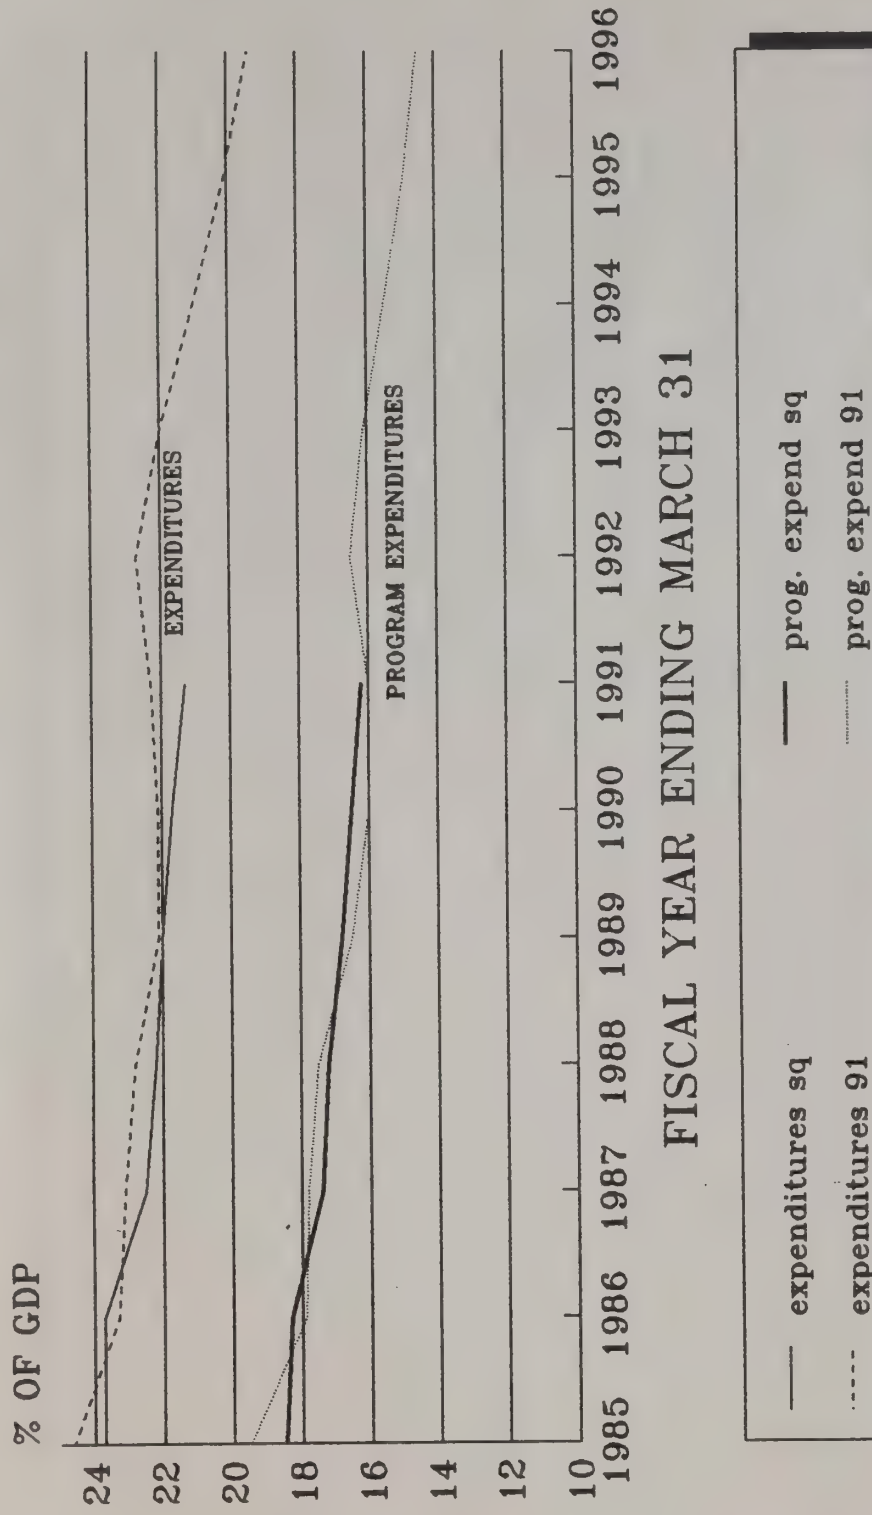 % OF GDP
24
22
20
18
16
14
12
10
EXPENDITURES
PROGRAM EXPENDITURES
1985 1986 1987 1988 1989 1990 1991 1992 1993 1994 1995 1996
FISCAL YEAR ENDING MARCH 31
expenditures sq prog. expend sq
expenditures 91 prog. expend 91